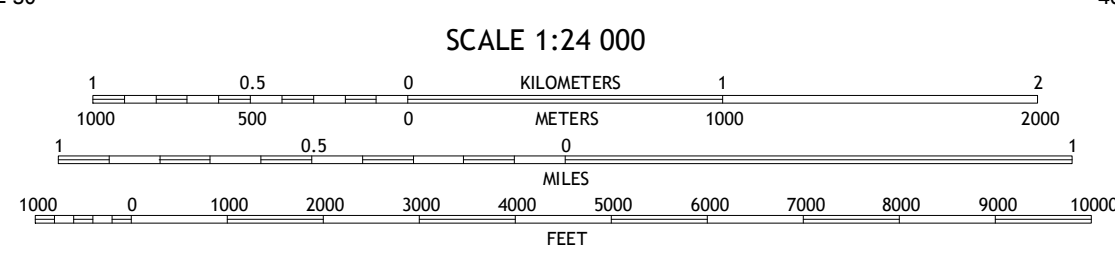 SCALE 1:24 000
1 0.5 0 KILOMETERS 1 2
1000 500 0 METERS 1000 2000
1 0.5 0 1
MILES
1000 0 1000 2000 3000 4000 5000 6000 7000 8000 9000 10000
FEET